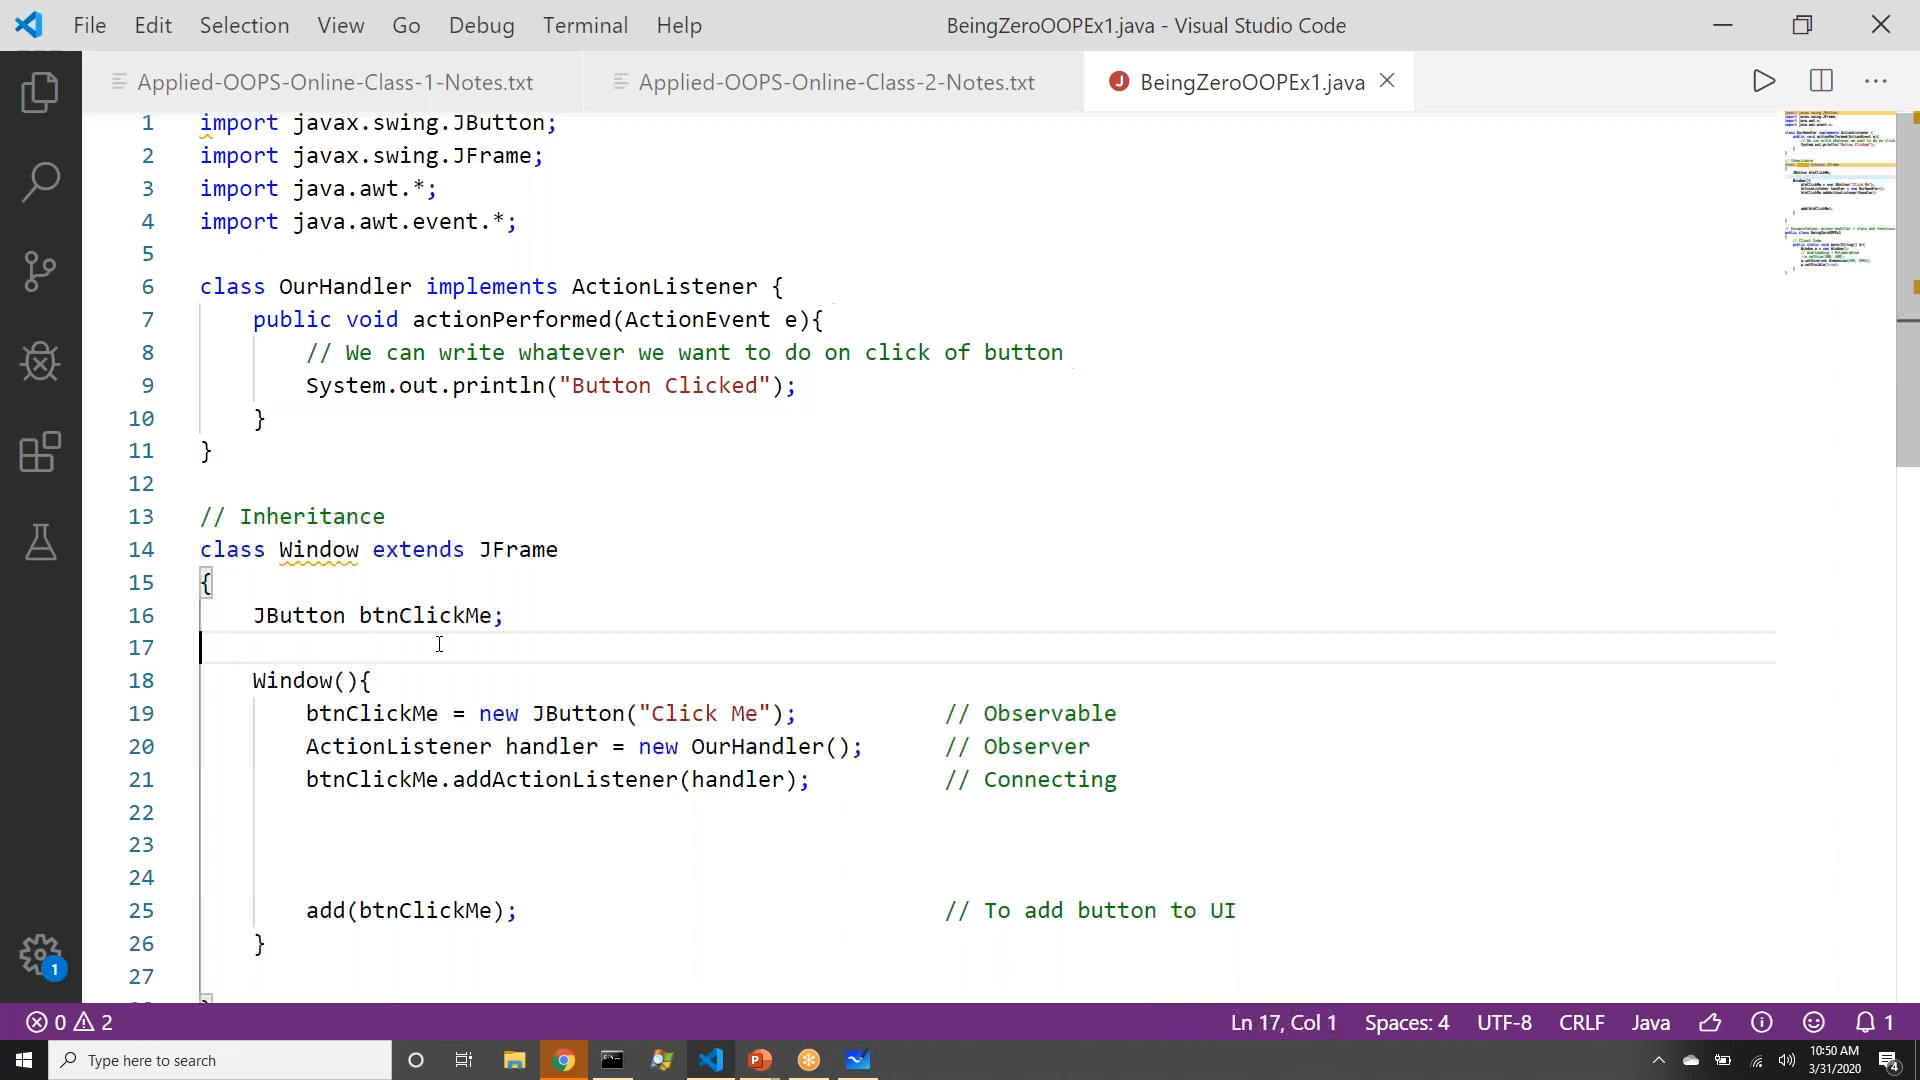 File Edit Selection View Go Debug Terminal Help BeingZeroOOPEx1.java - Visual Studio Code
Applied-OOPS-Online-Class-1-Notes.txt Applied-OOPS-Online-Class-2-Notes.txt J BeingZeroOOPEx1.java
1 import javax.swing.JButton;
2 import javax.swing.JFrame;
3 import java.awt.*;
4 import java.awt.event.*;
5
6 class OurHandler implements ActionListener {
7 public void actionPerformed(ActionEvent e){
8 // We can write whatever we want to do on click of button
9 System.out.println("Button Clicked");
10 }
11 }
12
13 // Inheritance
14 class Window extends JFrame
15 {
16 JButton btnClickMe;
17
18 Window(){
19 btnClickMe = new JButton("Click Me"); // Observable
20 ActionListener handler = new OurHandler(); // Observer
21 btnClickMe.addActionListener(handler); // Connecting
22
23
24
25 add(btnClickMe); // To add button to UI
26 }
27
1
0 2 Ln 17, Col 1 Spaces: 4 UTF-8 CRLF Java 1
Type here to search 10:50 AM
3/31/2020 4